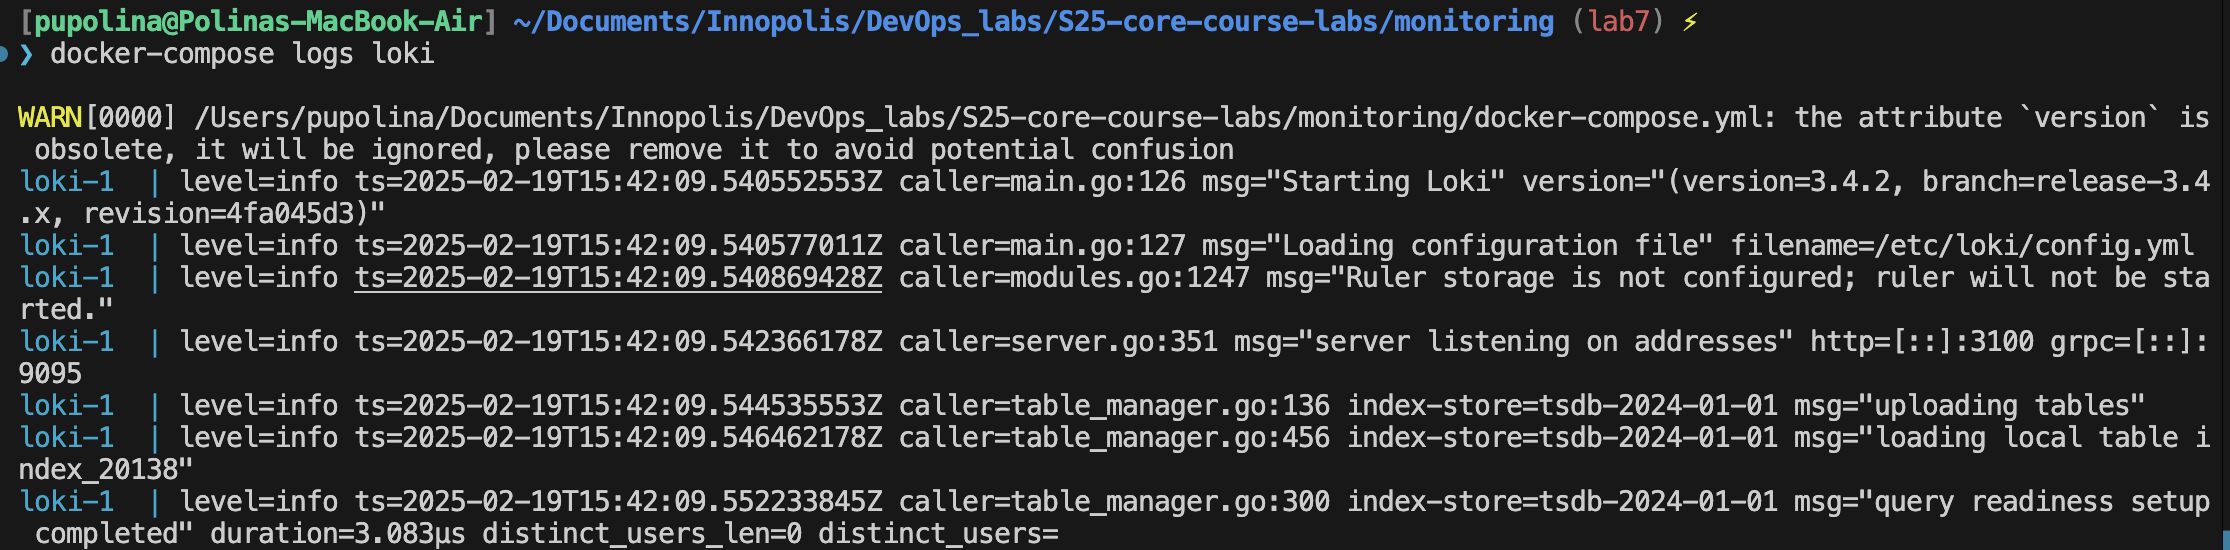 [pupolina@Polinas-MacBook-Air] ~/Documents/Innopolis/DevOps_labs/S25-core-course-labs/monitoring (lab7) ⚡
❯ docker-compose logs loki
WARN[0000] /Users/pupolina/Documents/Innopolis/DevOps_labs/S25-core-course-labs/monitoring/docker-compose.yml: the attribute `version` is
obsolete, it will be ignored, please remove it to avoid potential confusion
loki-1  | level=info ts=2025-02-19T15:42:09.540552553Z caller=main.go:126 msg="Starting Loki" version="(version=3.4.2, branch=release-3.4
.x, revision=4fa045d3)"
loki-1  | level=info ts=2025-02-19T15:42:09.540577011Z caller=main.go:127 msg="Loading configuration file" filename=/etc/loki/config.yml
loki-1  | level=info ts=2025-02-19T15:42:09.540869428Z caller=modules.go:1247 msg="Ruler storage is not configured; ruler will not be sta
rted."
loki-1  | level=info ts=2025-02-19T15:42:09.542366178Z caller=server.go:351 msg="server listening on addresses" http=[::]:3100 grpc=[::]:
9095
loki-1  | level=info ts=2025-02-19T15:42:09.544535553Z caller=table_manager.go:136 index-store=tsdb-2024-01-01 msg="uploading tables"
loki-1  | level=info ts=2025-02-19T15:42:09.546462178Z caller=table_manager.go:456 index-store=tsdb-2024-01-01 msg="loading local table i
ndex_20138"
loki-1  | level=info ts=2025-02-19T15:42:09.552233845Z caller=table_manager.go:300 index-store=tsdb-2024-01-01 msg="query readiness setup
completed" duration=3.083µs distinct_users_len=0 distinct_users=